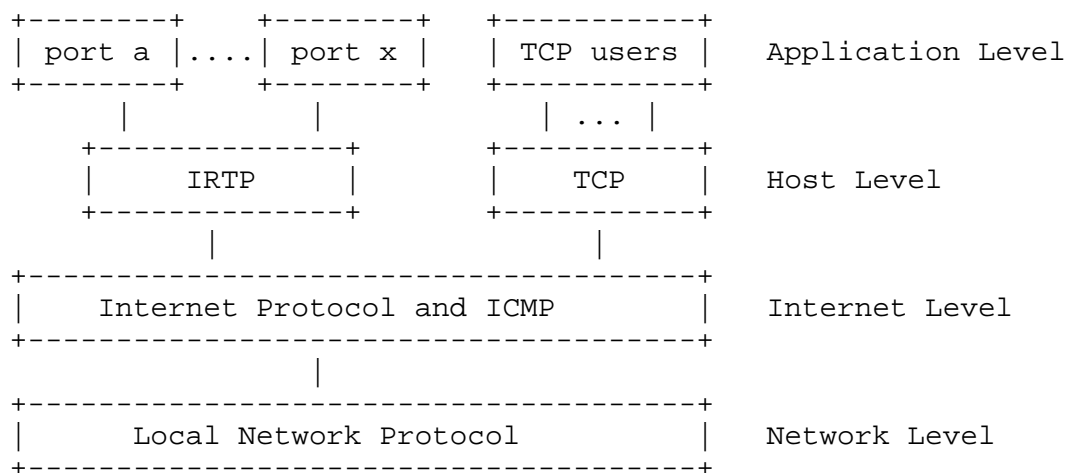 +--------+    +--------+    +-----------+
| port a |....| port x |    | TCP users |    Application Level
+--------+    +--------+    +-----------+
     |             |             | ... |
  +--------------+          +-----------+
  |     IRTP     |          |    TCP    |    Host Level
  +--------------+          +-----------+
         |                        |
+---------------------------------------+
|     Internet Protocol and ICMP        |    Internet Level
+---------------------------------------+
                 |
+---------------------------------------+
|       Local Network Protocol          |    Network Level
+---------------------------------------+